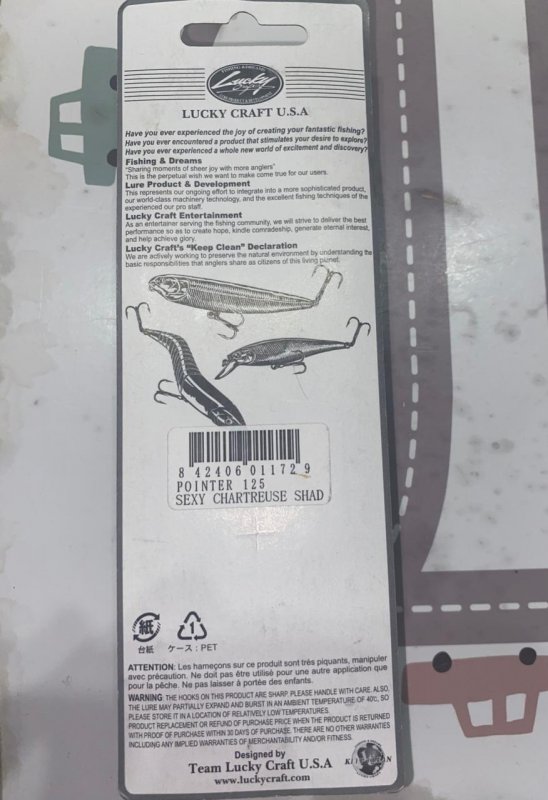 Lucky
LUCKY CRAFT U.S.A
Have you ever experienced the joy of creating your fantastic fishing?
Have you ever encountered a product that stimulates your desire to explore?
Have you ever experienced a whole new world of excitement and discovery?
Fishing & Dreams
"Sharing moments of sheer joy with more anglers"
This is the perpetual wish we want to make come true for our users.
Lure Product & Development
This represents our ongoing effort to integrate into a more sophisticated product,
our world-class machinery technology, and the excellent fishing techniques of the
experienced our pro staff.
Lucky Craft Entertainment
As an entertainer serving the fishing community, we will strive to deliver the best
performance so as to create hope, kindle comradeship, generate eternal interest,
and help achieve glory.
Lucky Craft's "Keep Clean" Declaration
We are actively working to preserve the natural environment by understanding the
basic responsibilities that anglers share as citizens of this living planet.
8 42406 01172 9
POINTER 125
SEXY CHARTREUSE SHAD
紙 1
台紙 ケース：PET
ATTENTION: Les hameçons sur ce produit sont très piquants, manipuler
avec précaution. Ne doit pas être utilisé pour une autre application que
pour la pêche. Ne pas laisser à portée des enfants.
WARNING: THE HOOKS ON THIS PRODUCT ARE SHARP. PLEASE HANDLE WITH CARE. ALSO,
THE LURE MAY PARTIALLY EXPAND AND BURST IN AN AMBIENT TEMPERATURE OF 40℃, SO
PLEASE STORE IT IN A LOCATION OF RELATIVELY LOW TEMPERATURES.
PRODUCT REPLACEMENT OR REFUND OF PURCHASE PRICE WHEN THE PRODUCT IS RETURNED
WITH PROOF OF PURCHASE WITHIN 30 DAYS OF PURCHASE. THERE ARE NO OTHER WARRANTIES
INCLUDING ANY IMPLIED WARRANTIES OF MERCHANTABILITY AND/OR FITNESS.
Designed by
Team Lucky Craft U.S.A
www.luckycraft.com